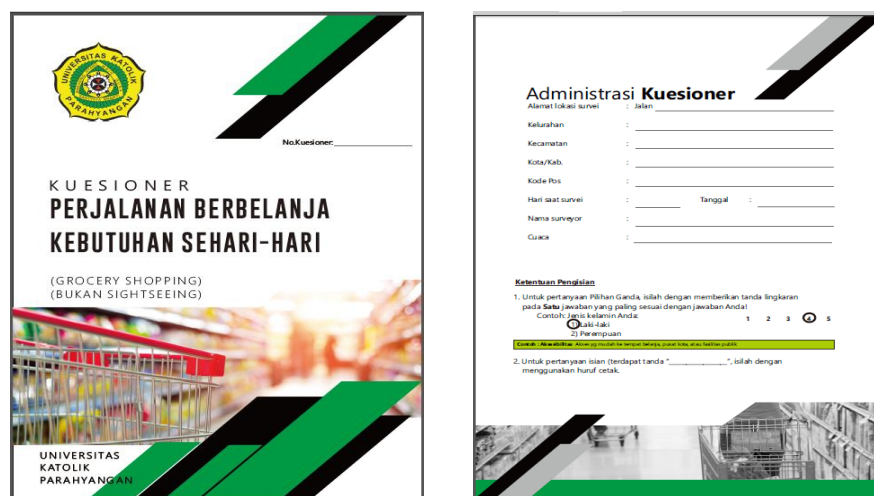 UNIVERSITAS KATOLIK
PARAHYANGAN
No.Kuesioner:
KUESIONER
PERJALANAN BERBELANJA
KEBUTUHAN SEHARI-HARI
(GROCERY SHOPPING)
(BUKAN SIGHTSEEING)
UNIVERSITAS
KATOLIK
PARAHYANGAN
Administrasi Kuesioner
Alamat lokasi survei : Jalan
Kelurahan :
Kecamatan :
Kota/Kab. :
Kode Pos :
Hari saat survei : Tanggal :
Nama surveyor :
Cuaca :
Ketentuan Pengisian
1. Untuk pertanyaan Pilihan Ganda, isilah dengan memberikan tanda lingkaran
pada Satu jawaban yang paling sesuai dengan jawaban Anda!
Contoh: Jenis kelamin Anda:
1) Laki-laki
2) Perempuan
1 2 3 4 5
Contoh : Aksesibilitas: Akses yg mudah ke tempat belanja, pusat kota, atau fasilitas publik
2. Untuk pertanyaan isian (terdapat tanda "_______________", isilah dengan
menggunakan huruf cetak.